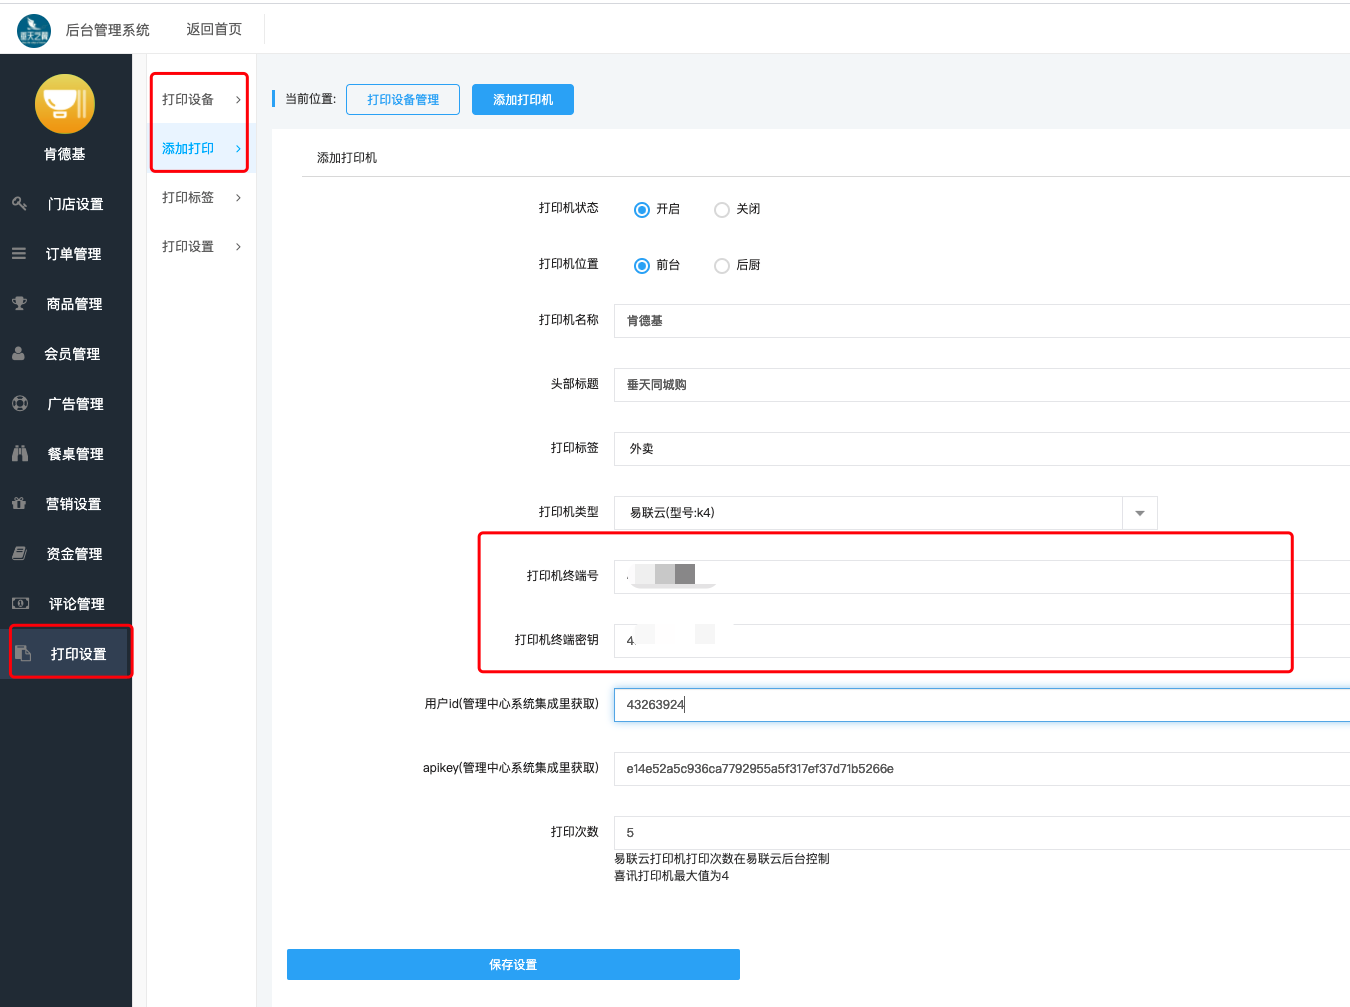 垂天之翼
后台管理系统
返回首页
肯德基
门店设置
订单管理
商品管理
会员管理
广告管理
餐桌管理
营销设置
资金管理
评论管理
打印设置
打印设备
添加打印
打印标签
打印设置
当前位置:
打印设备管理
添加打印机
添加打印机
打印机状态 开启 关闭
打印机位置 前台 后厨
打印机名称 肯德基
头部标题 垂天同城购
打印标签 外卖
打印机类型 易联云(型号:k4)
打印机终端号
打印机终端密钥 4
用户id(管理中心系统集成里获取) 43263924
apikey(管理中心系统集成里获取) e14e52a5c936ca7792955a5f317ef37d71b5266e
打印次数 5
易联云打印机打印次数在易联云后台控制
喜讯打印机最大值为4
保存设置